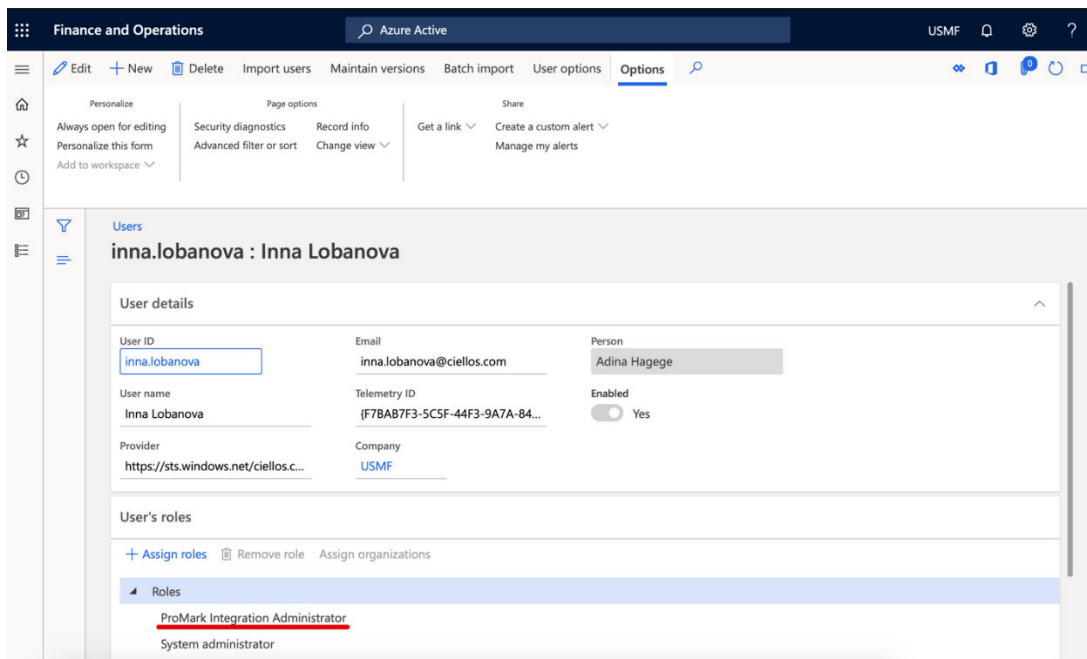 Finance and Operations Azure Active USMF ?
Edit New Delete Import users Maintain versions Batch import User options Options 0
Personalize Page options Share
Always open for editing Security diagnostics Record info Get a link Create a custom alert
Personalize this form Advanced filter or sort Change view Manage my alerts
Add to workspace
Users
inna.lobanova : Inna Lobanova
User details
User ID Email Person
inna.lobanova inna.lobanova@ciellos.com Adina Hagege
User name Telemetry ID Enabled
Inna Lobanova {F7BAB7F3-5C5F-44F3-9A7A-84... Yes
Provider Company
https://sts.windows.net/ciellos.c... USMF
User's roles
Assign roles Remove role Assign organizations
Roles
ProMark Integration Administrator
System administrator